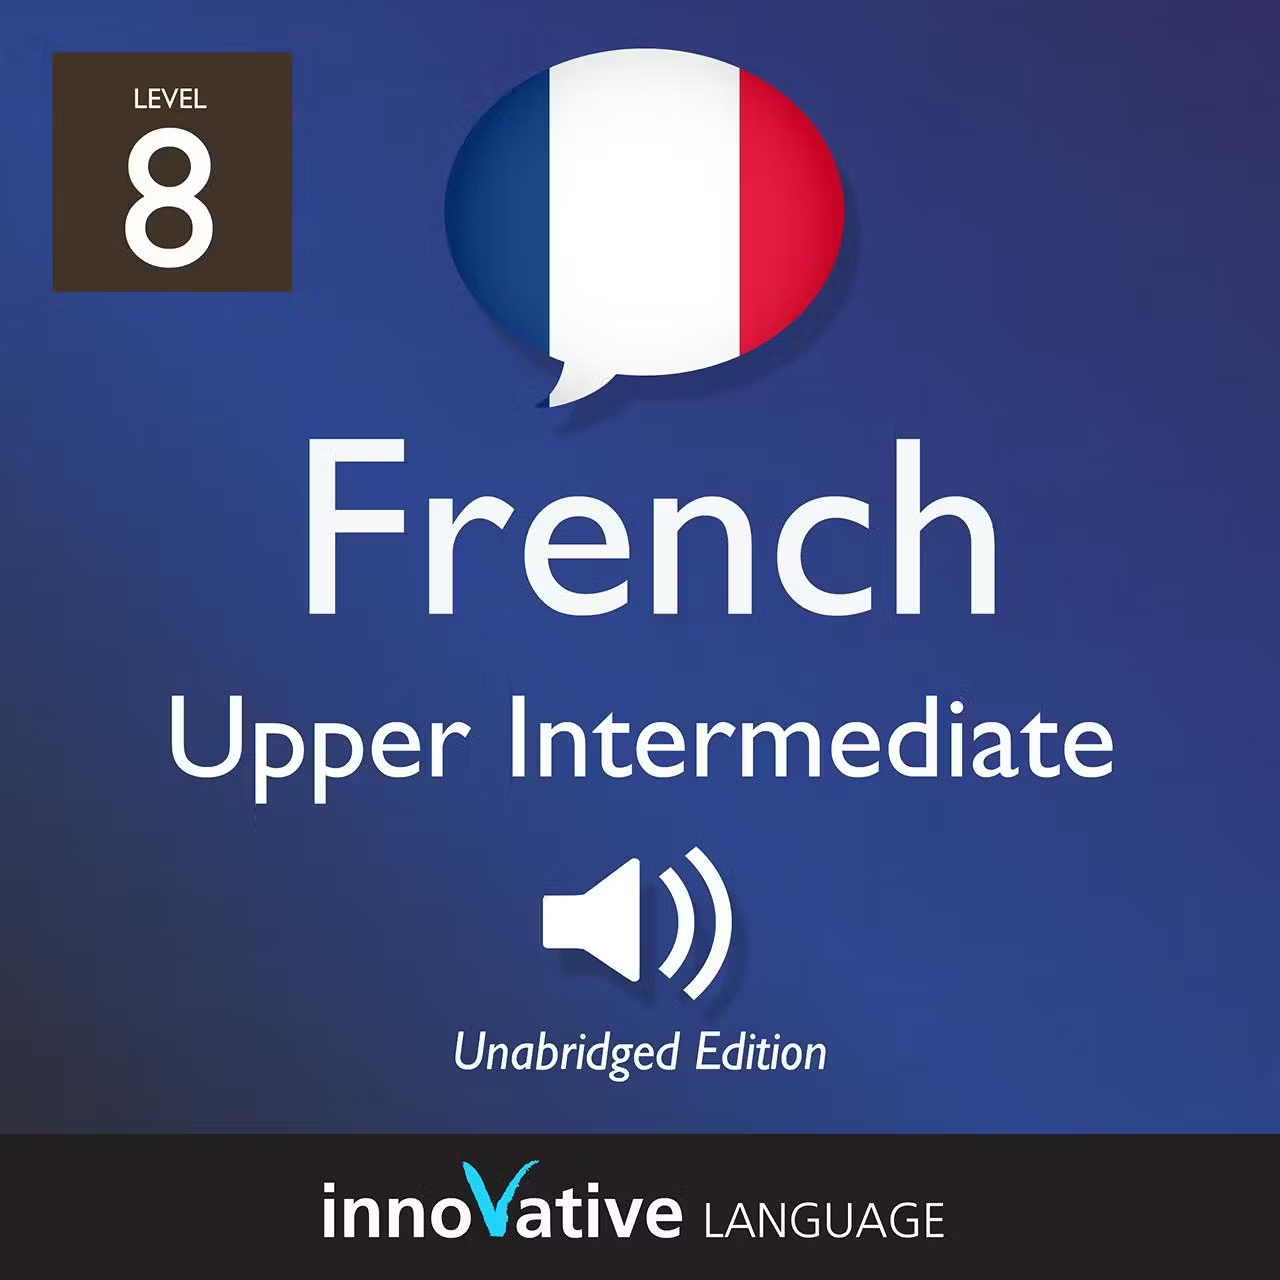 LEVEL
8
French
Upper Intermediate
Unabridged Edition
innoVative LANGUAGE